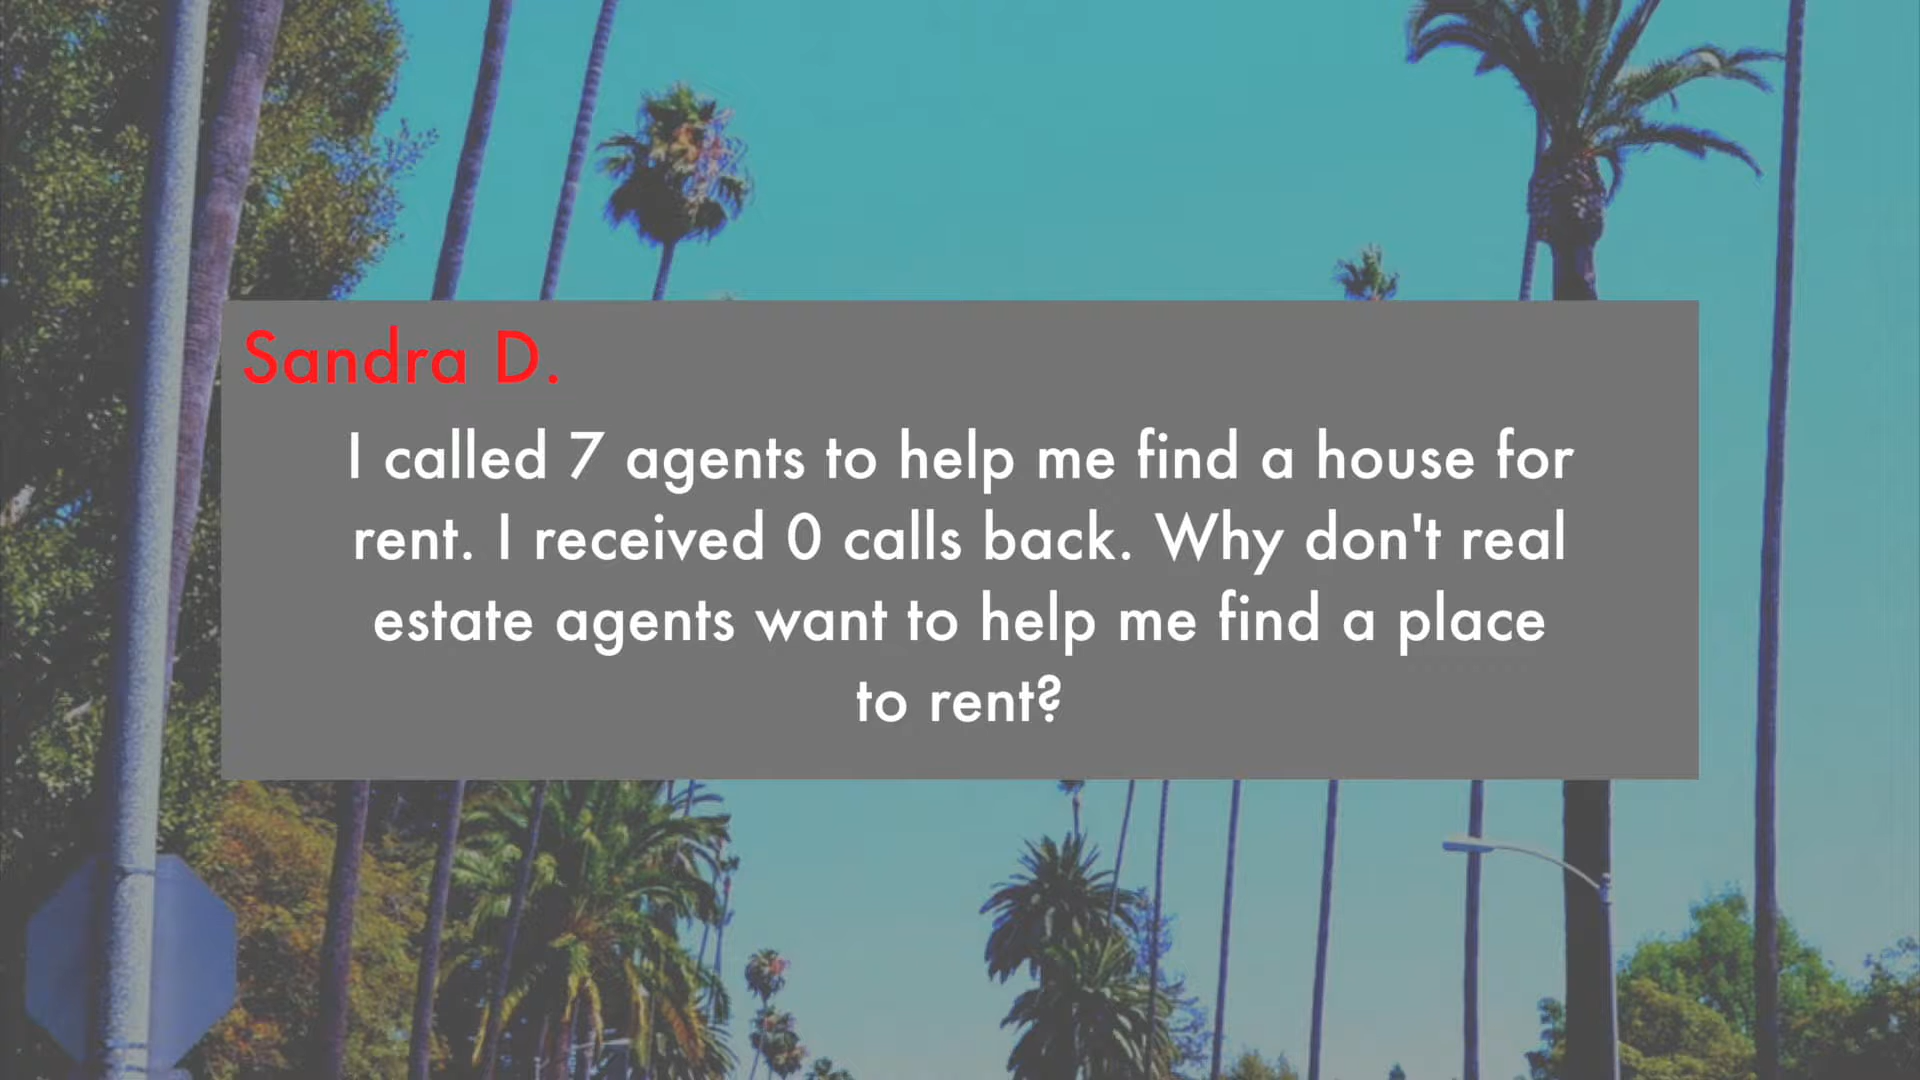 Sandra D.
I called 7 agents to help me find a house for
rent. I received 0 calls back. Why don't real
estate agents want to help me find a place
to rent?